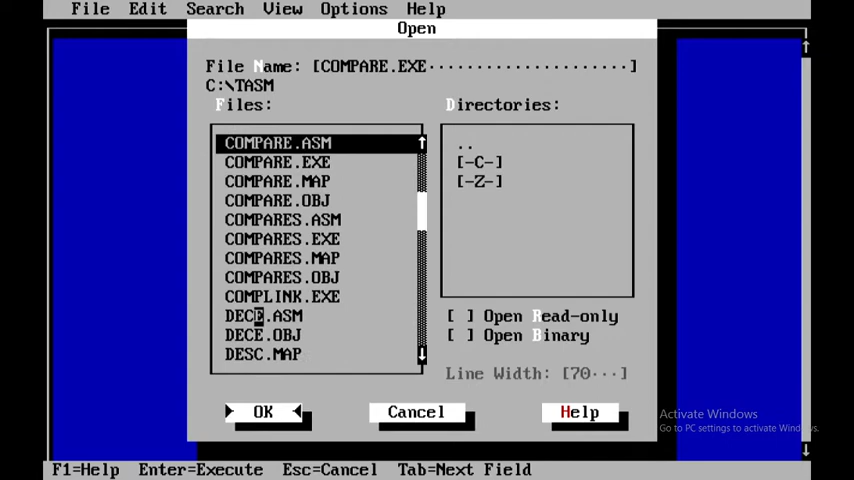 File Edit Search View Options Help
Open
File Name: [COMPARE.EXE·····················]
C:\TASM
Files:
Directories:
COMPARE.ASM
COMPARE.EXE
COMPARE.MAP
COMPARE.OBJ
COMPARES.ASM
COMPARES.EXE
COMPARES.MAP
COMPARES.OBJ
COMPLINK.EXE
DECE.ASM
DECE.OBJ
DESC.MAP
..
[-C-]
[-Z-]
[ ] Open Read-only
[ ] Open Binary
Line Width: [70···]
OK
Cancel
Help
Activate Windows
Go to PC settings to activate Windows.
F1=Help Enter=Execute Esc=Cancel Tab=Next Field